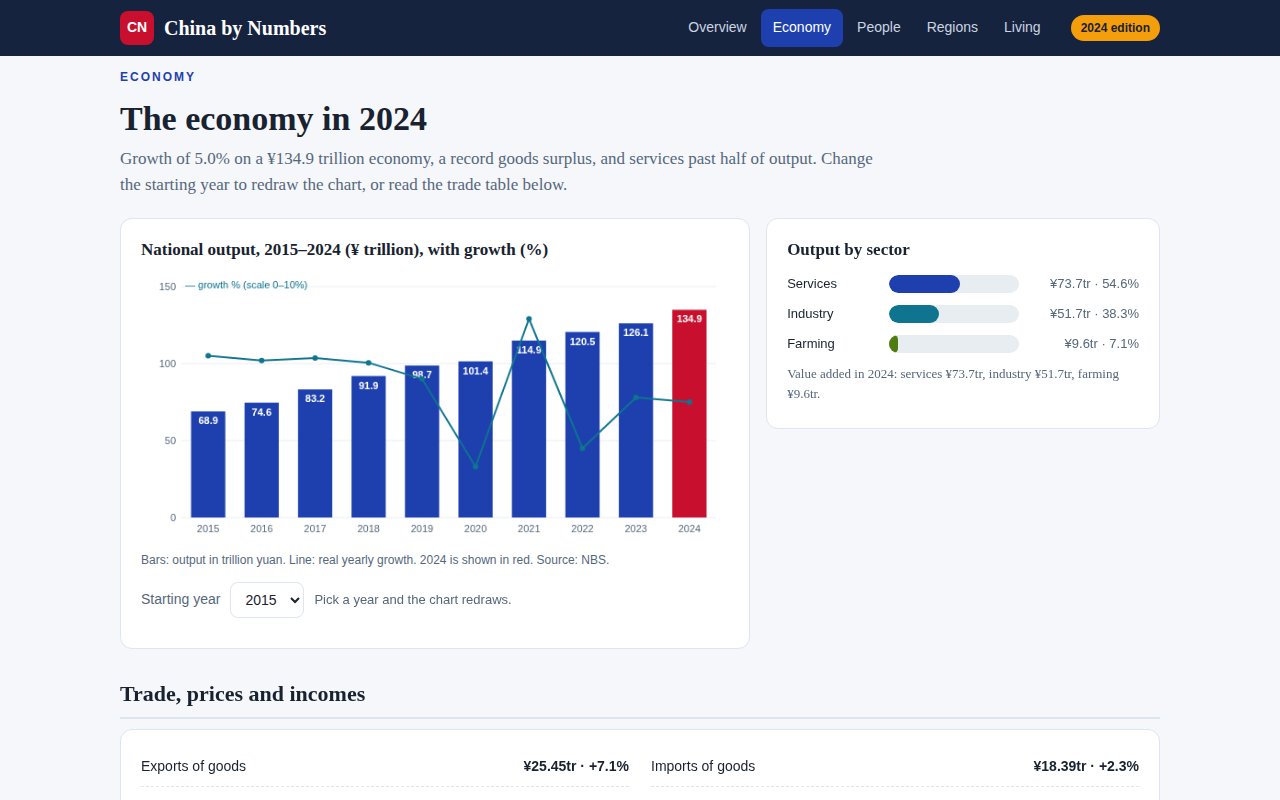 CN China by Numbers Overview Economy People Regions Living 2024 edition
ECONOMY
The economy in 2024
Growth of 5.0% on a ¥134.9 trillion economy, a record goods surplus, and services past half of output. Change
the starting year to redraw the chart, or read the trade table below.
National output, 2015–2024 (¥ trillion), with growth (%)
150 — growth % (scale 0–10%)
100
50
0
68.9 74.6 83.2 91.9 98.7 101.4 114.9 120.5 126.1 134.9
2015 2016 2017 2018 2019 2020 2021 2022 2023 2024
Bars: output in trillion yuan. Line: real yearly growth. 2024 is shown in red. Source: NBS.
Starting year 2015 Pick a year and the chart redraws.
Output by sector
Services ¥73.7tr · 54.6%
Industry ¥51.7tr · 38.3%
Farming ¥9.6tr · 7.1%
Value added in 2024: services ¥73.7tr, industry ¥51.7tr, farming
¥9.6tr.
Trade, prices and incomes
Exports of goods ¥25.45tr · +7.1% Imports of goods ¥18.39tr · +2.3%